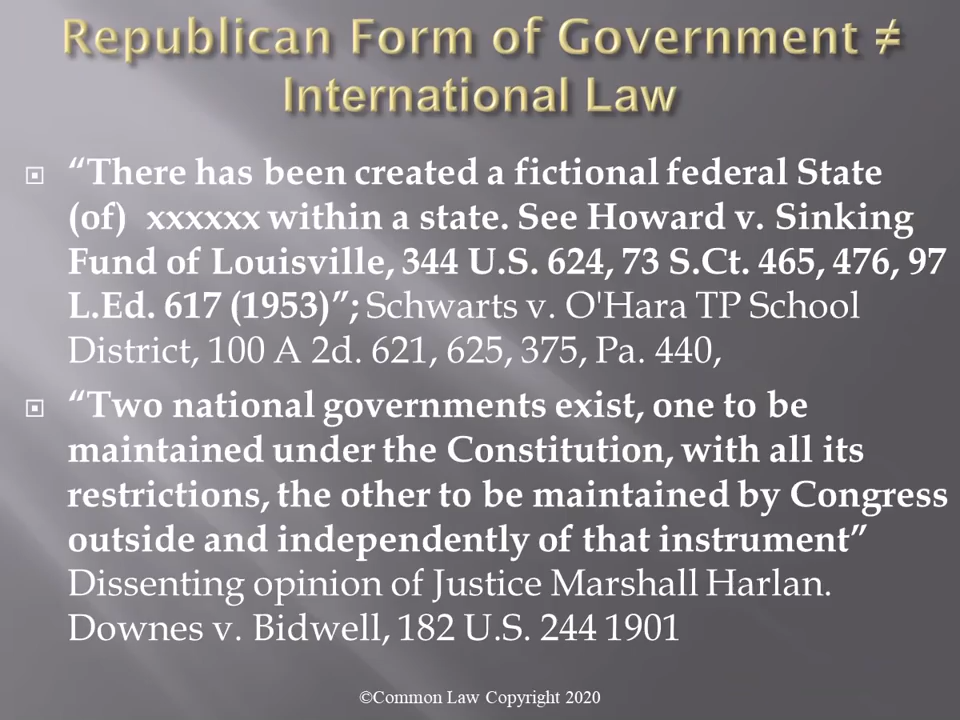 Republican Form of Government ≠
International Law
“There has been created a fictional federal State
(of) xxxxxx within a state. See Howard v. Sinking
Fund of Louisville, 344 U.S. 624, 73 S.Ct. 465, 476, 97
L.Ed. 617 (1953)”; Schwarts v. O'Hara TP School
District, 100 A 2d. 621, 625, 375, Pa. 440,
“Two national governments exist, one to be
maintained under the Constitution, with all its
restrictions, the other to be maintained by Congress
outside and independently of that instrument”
Dissenting opinion of Justice Marshall Harlan.
Downes v. Bidwell, 182 U.S. 244 1901
©Common Law Copyright 2020